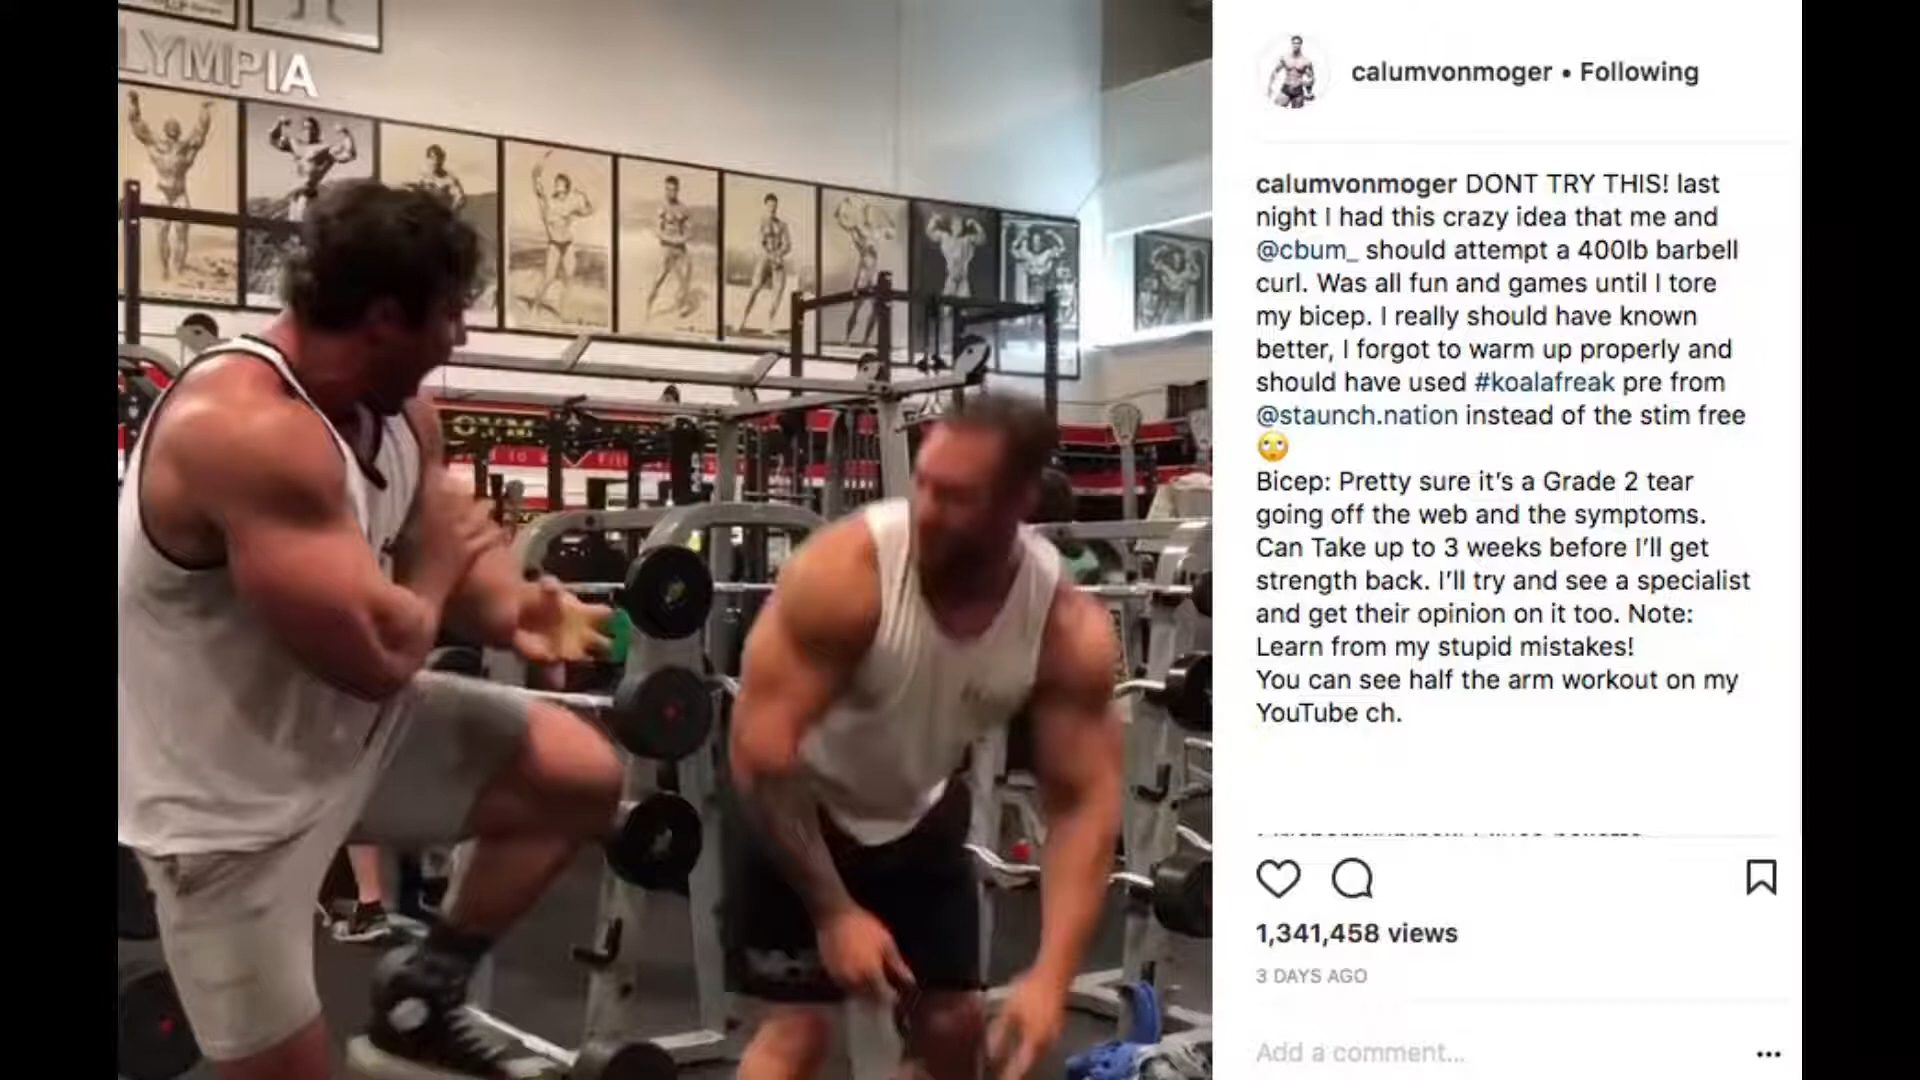 LYMPIA
GYM
calumvonmoger • Following
calumvonmoger DONT TRY THIS! last
night I had this crazy idea that me and
@cbum_ should attempt a 400lb barbell
curl. Was all fun and games until I tore
my bicep. I really should have known
better, I forgot to warm up properly and
should have used #koalafreak pre from
@staunch.nation instead of the stim free
🙄
Bicep: Pretty sure it's a Grade 2 tear
going off the web and the symptoms.
Can Take up to 3 weeks before I'll get
strength back. I'll try and see a specialist
and get their opinion on it too. Note:
Learn from my stupid mistakes!
You can see half the arm workout on my
YouTube ch.
1,341,458 views
3 DAYS AGO
Add a comment...